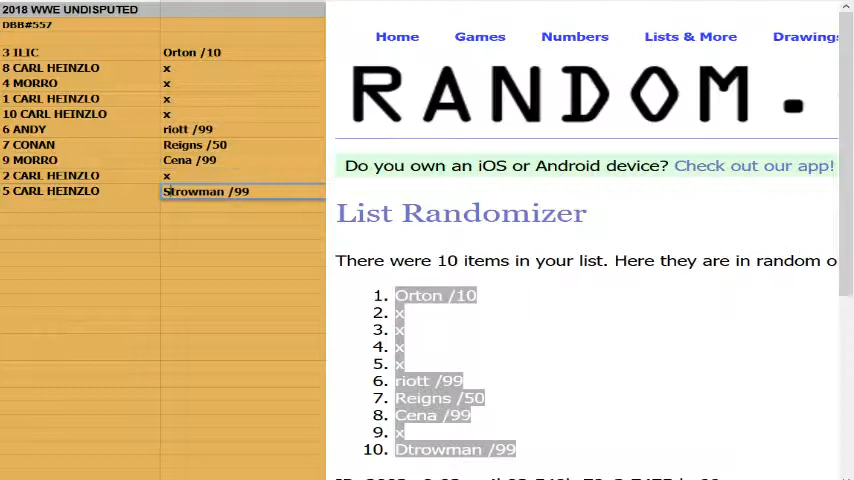 2018 WWE UNDISPUTED
DBB#557
3 ILIC Orton /10
8 CARL HEINZLO x
4 MORRO x
1 CARL HEINZLO x
10 CARL HEINZLO x
6 ANDY riott /99
7 CONAN Reigns /50
9 MORRO Cena /99
2 CARL HEINZLO x
5 CARL HEINZLO Strowman /99
Home Games Numbers Lists & More Drawings
RANDOM.
Do you own an iOS or Android device? Check out our app!
List Randomizer
There were 10 items in your list. Here they are in random o
1. Orton /10
2. x
3. x
4. x
5. x
6. riott /99
7. Reigns /50
8. Cena /99
9. x
10. Dtrowman /99